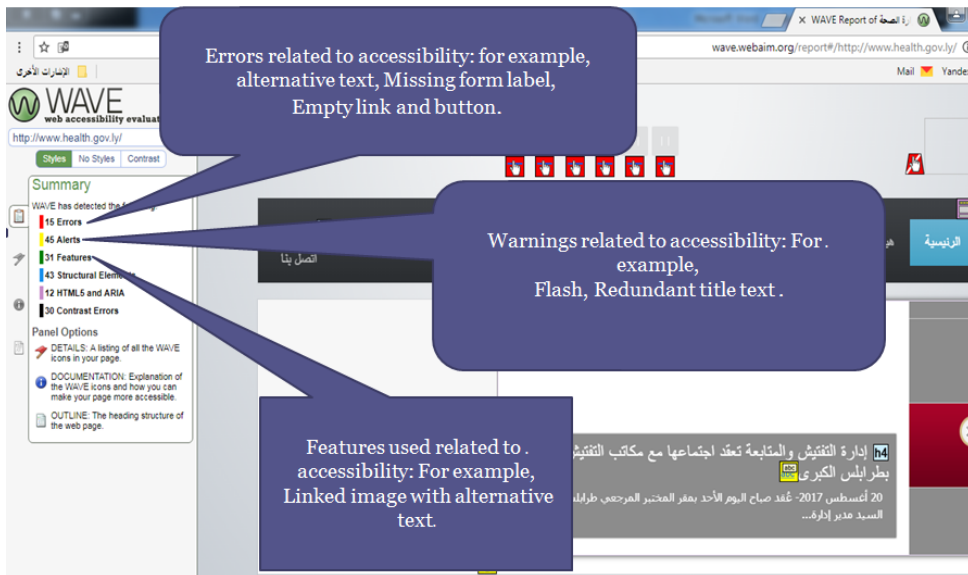 WAVE Report of رة الصحة
wave.webaim.org/report#/http://www.health.gov.ly/
الإشارات الأخرى
Mail
Yande
WAVE
web accessibility evalua
http://www.health.gov.ly/
Styles No Styles Contrast
Summary
WAVE has detected the
15 Errors
45 Alerts
31 Features
43 Structural Elem
12 HTML5 and ARIA
30 Contrast Errors
Panel Options
DETAILS: A listing of all the WAVE
icons in your page.
DOCUMENTATION: Explanation of
the WAVE icons and how you can
make your page more accessible.
OUTLINE: The heading structure of
the web page.
Errors related to accessibility: for example,
alternative text, Missing form label,
Empty link and button.
الرئيسية
اتصل بنا
Warnings related to accessibility: For .
example,
Flash, Redundant title text .
Features used related to .
accessibility: For example,
Linked image with alternative
text.
h4 إدارة التفتيش والمتابعة تعقد اجتماعها مع مكاتب التفتيش
بطرابلس الكبرى abc
20 أغسطس 2017- عُقد صباح اليوم الأحد بمقر المختبر المرجعي طرابلس
السيد مدير إدارة...